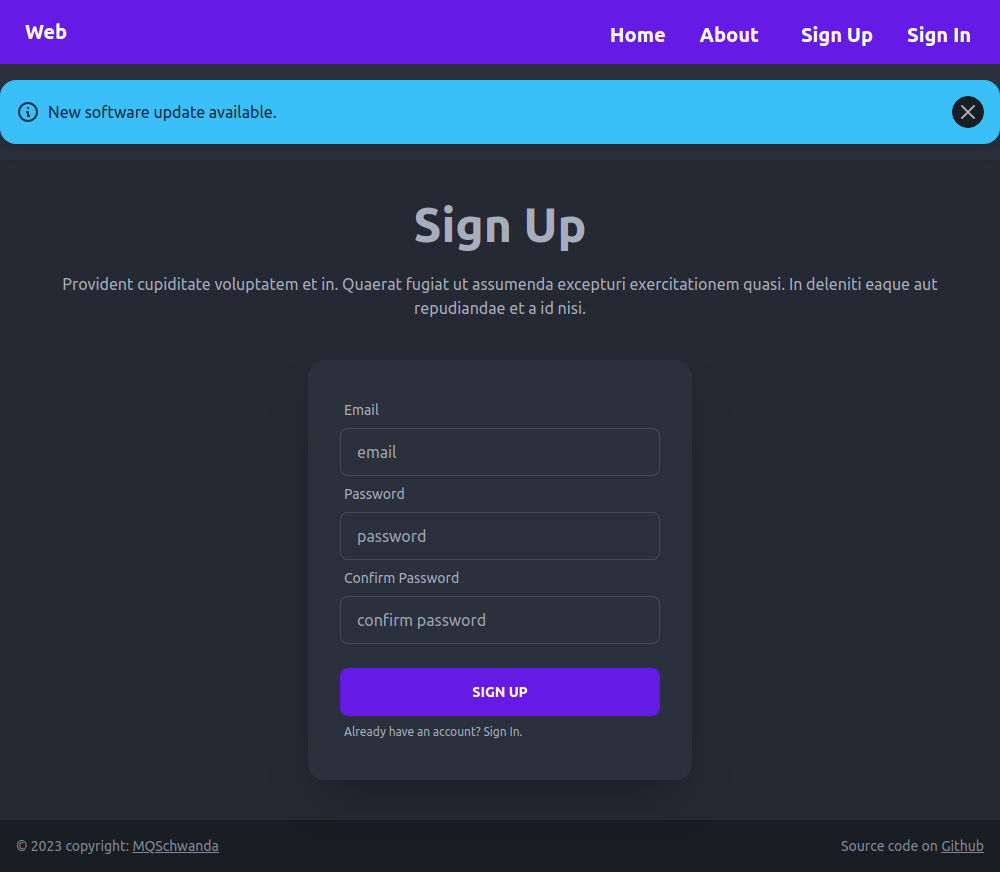 Web
Home About Sign Up Sign In
New software update available.
Sign Up
Provident cupiditate voluptatem et in. Quaerat fugiat ut assumenda excepturi exercitationem quasi. In deleniti eaque aut
repudiandae et a id nisi.
Email
email
Password
password
Confirm Password
confirm password
SIGN UP
Already have an account? Sign In.
© 2023 copyright: MQSchwanda
Source code on Github